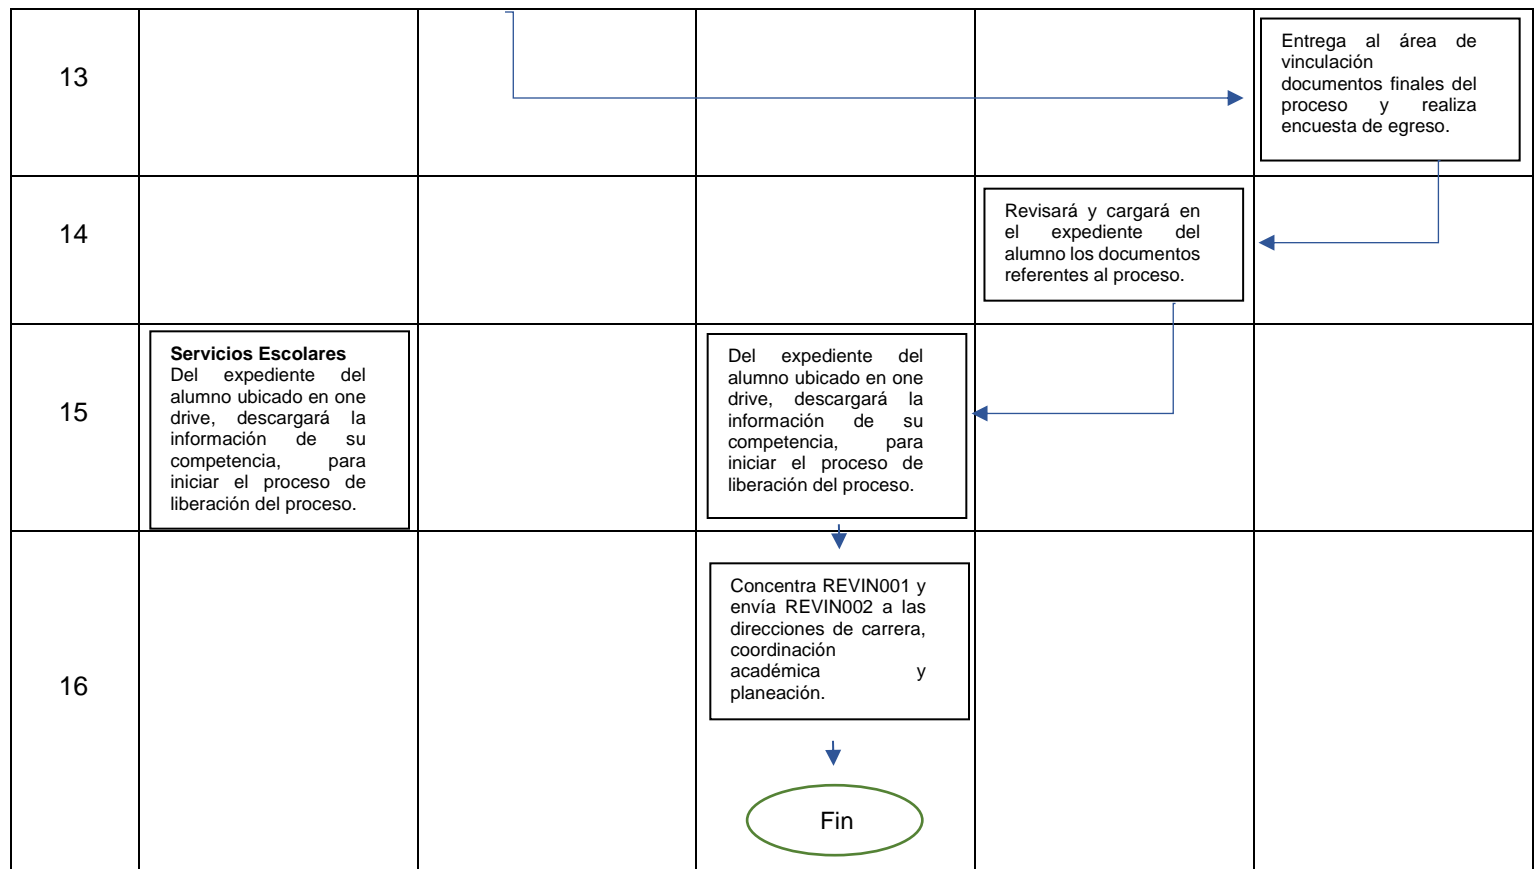 13
Entrega al área de
vinculación
documentos finales del
proceso y realiza
encuesta de egreso.
14
Revisará y cargará en
el expediente del
alumno los documentos
referentes al proceso.
15
Servicios Escolares
Del expediente del
alumno ubicado en one
drive, descargará la
información de su
competencia, para
iniciar el proceso de
liberación del proceso.
Del expediente del
alumno ubicado en one
drive, descargará la
información de su
competencia, para
iniciar el proceso de
liberación del proceso.
16
Concentra REVIN001 y
envía REVIN002 a las
direcciones de carrera,
coordinación
académica y
planeación.
Fin